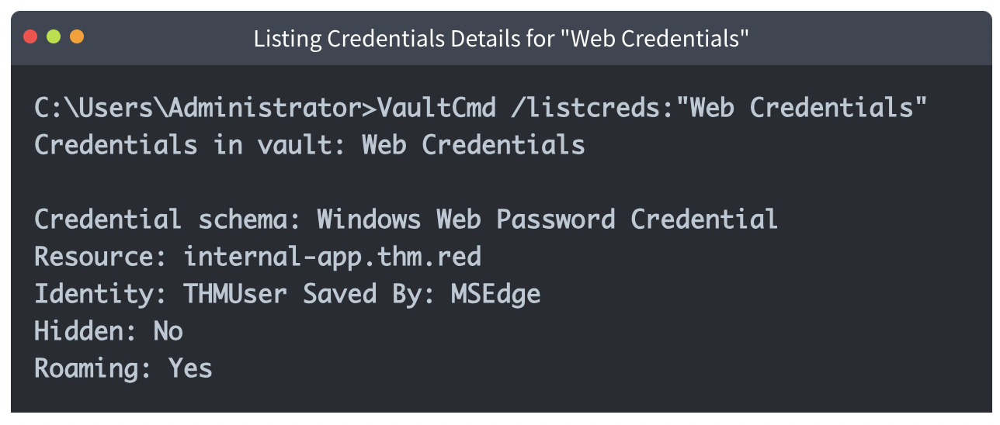 Listing Credentials Details for "Web Credentials"
C:\Users\Administrator>VaultCmd /listcreds:"Web Credentials"
Credentials in vault: Web Credentials
Credential schema: Windows Web Password Credential
Resource: internal-app.thm.red
Identity: THMUser Saved By: MSEdge
Hidden: No
Roaming: Yes